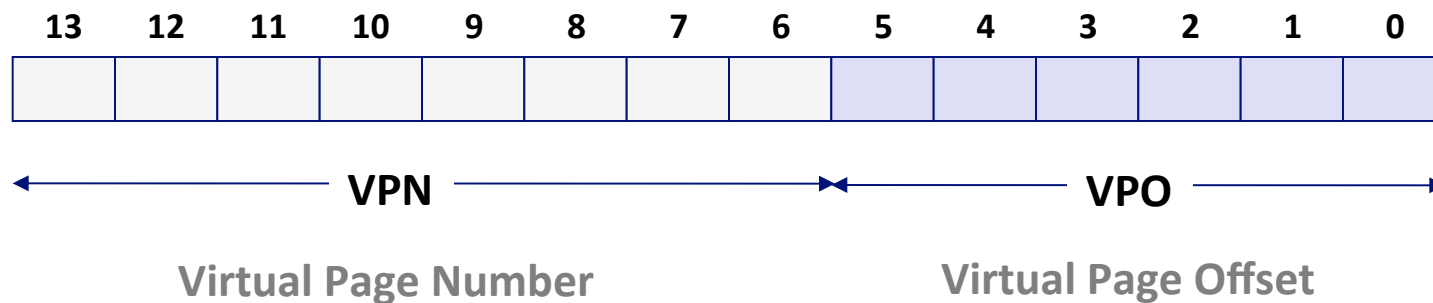 13 12 11 10 9 8 7 6 5 4 3 2 1 0
VPN VPO
Virtual Page Number Virtual Page Offset